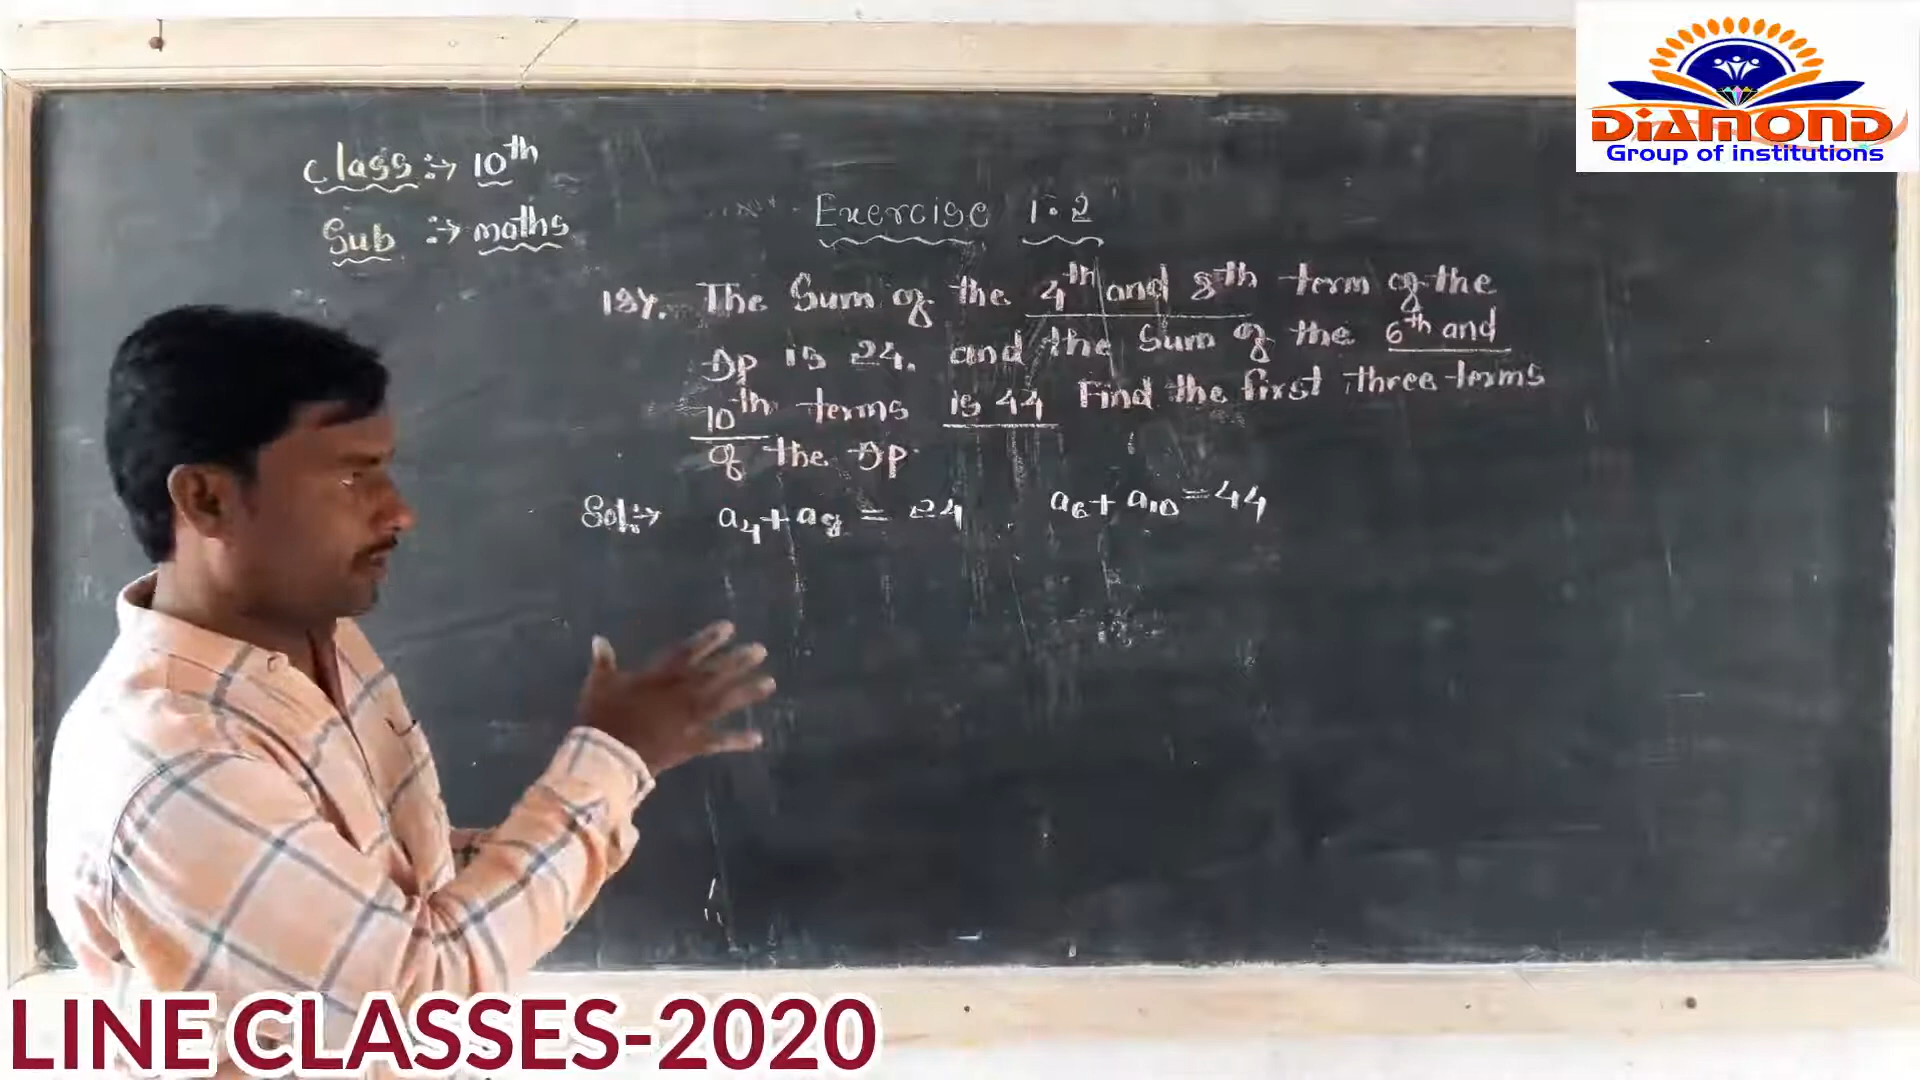 DIAMOND
Group of institutions
Class :→ 10th
Sub :→ maths
Exercise 1.2
18y. The Sum of the 4th and 8th term of the
Ap is 24. and the Sum of the 6th and
10th terms is 44 Find the first three terms
of the Ap.
Sol:→ a4+a8 = 24 a6+a10=44
LINE CLASSES-2020